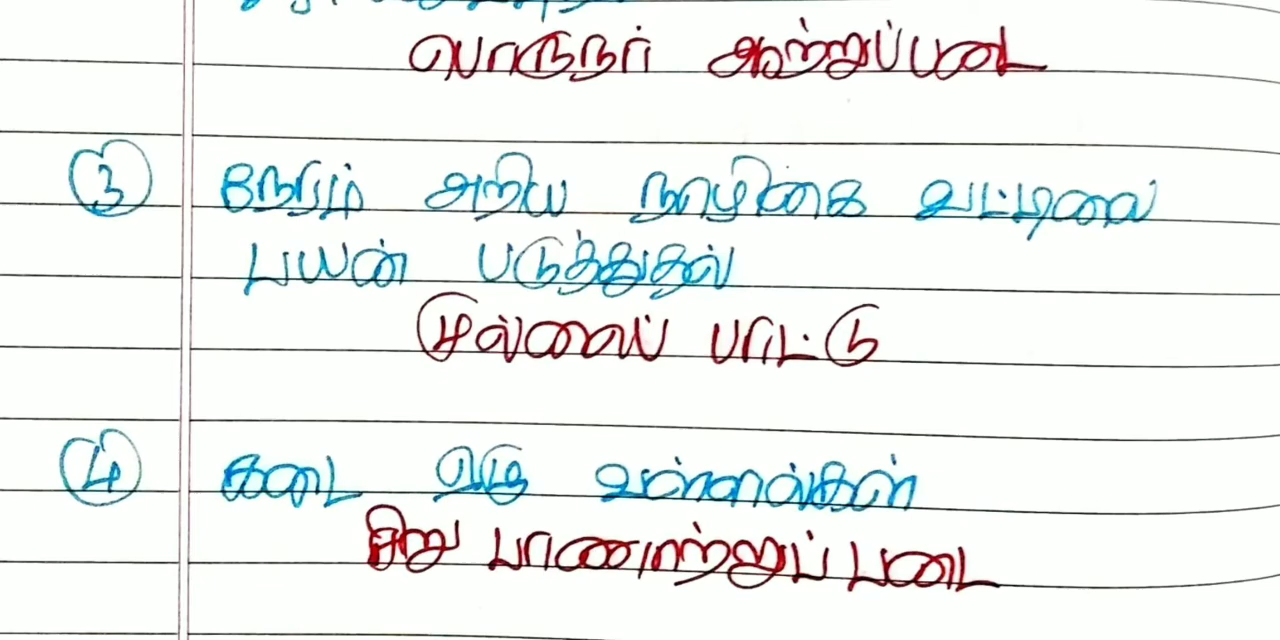 பொருநர் ஆற்றுப்படை
3 நேரம் அறிய நாழிகை வட்டிலை
பயன் படுத்துதல்
முல்லைப் பாட்டு
4 கடை ஏழு வள்ளல்கள்
சிறு பாணாற்றுப் படை